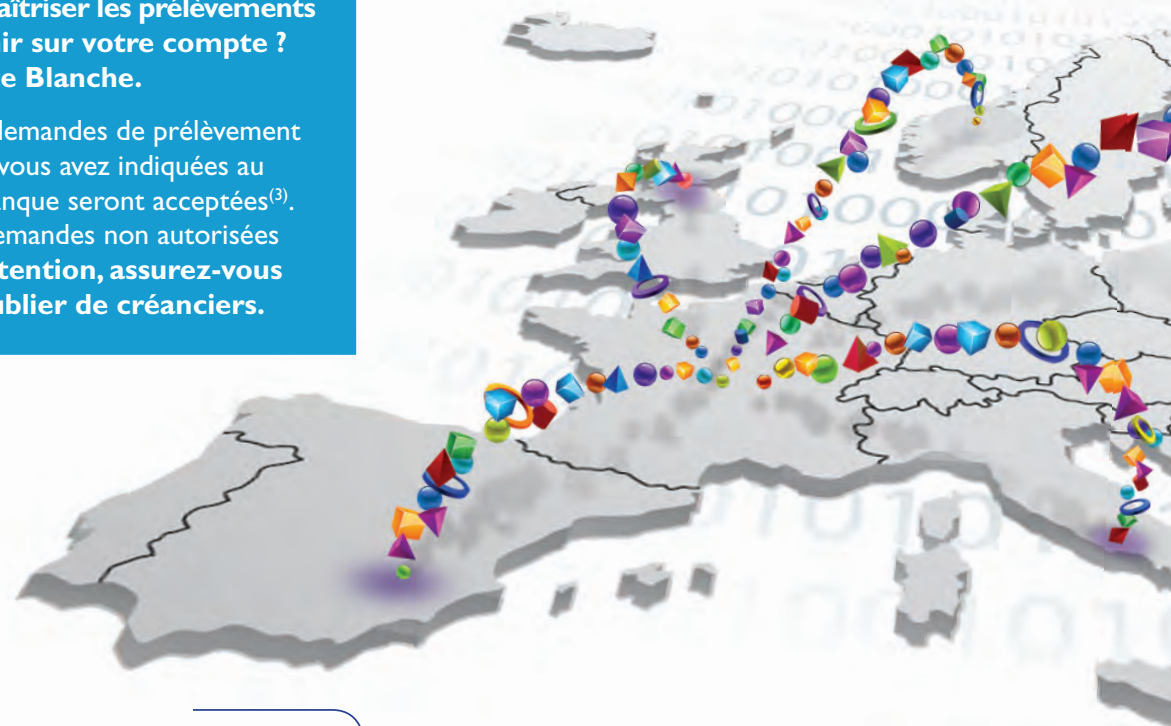 aîtriser les prélèvements
ir sur votre compte ?
e Blanche.
demandes de prélèvement
vous avez indiquées au
anque seront acceptées(3).
emandes non autorisées
tention, assurez-vous
ublier de créanciers.